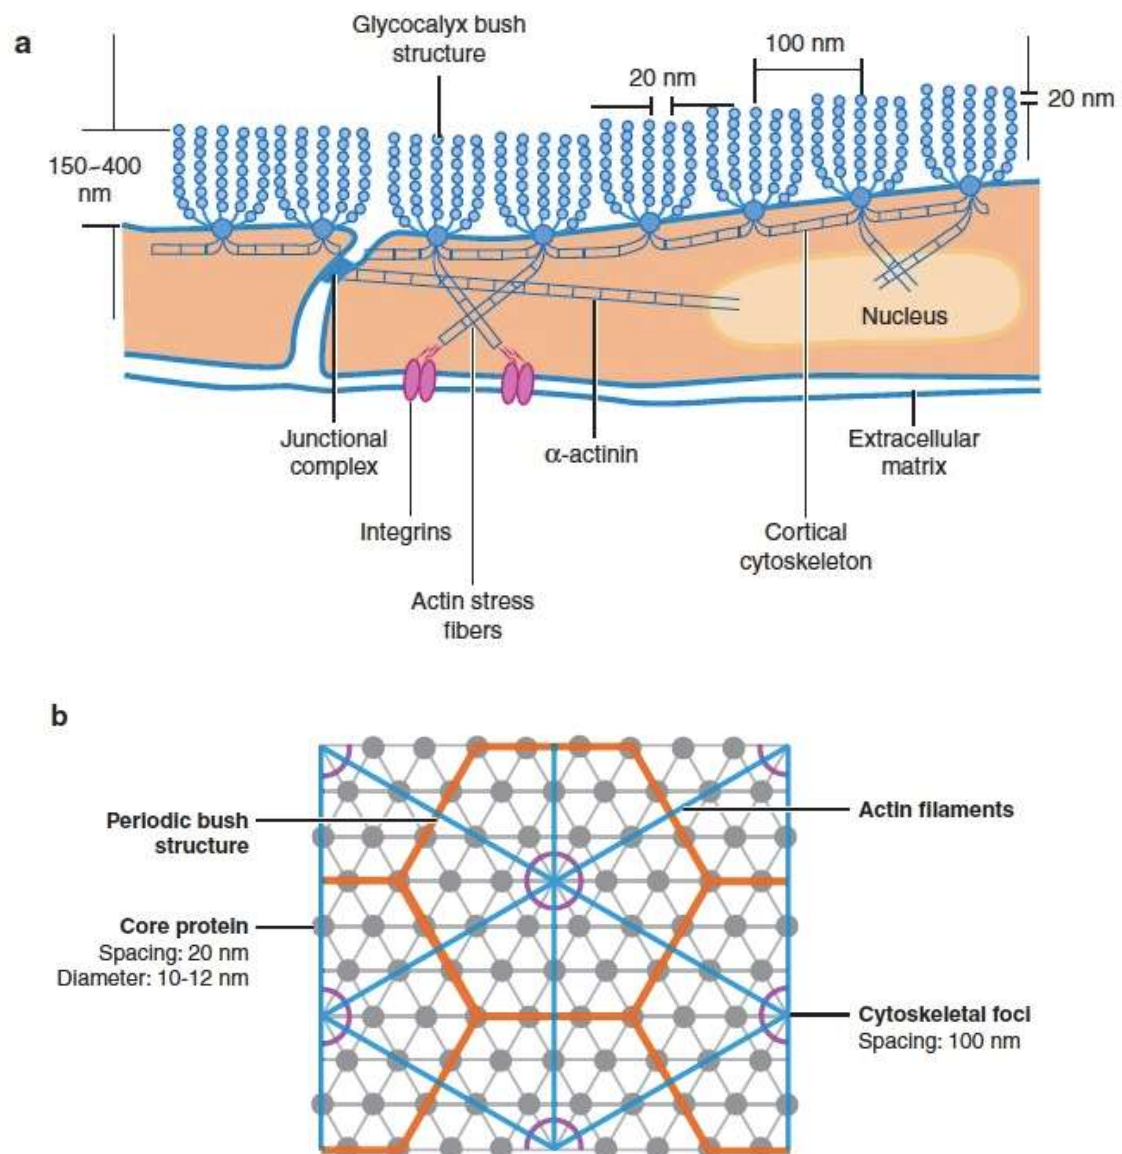 a
Glycocalyx bush
structure
100 nm
20 nm
20 nm
150–400
nm
Nucleus
Junctional
complex
α-actinin
Extracellular
matrix
Integrins
Cortical
cytoskeleton
Actin stress
fibers
b
Periodic bush
structure
Actin filaments
Core protein
Spacing: 20 nm
Diameter: 10-12 nm
Cytoskeletal foci
Spacing: 100 nm